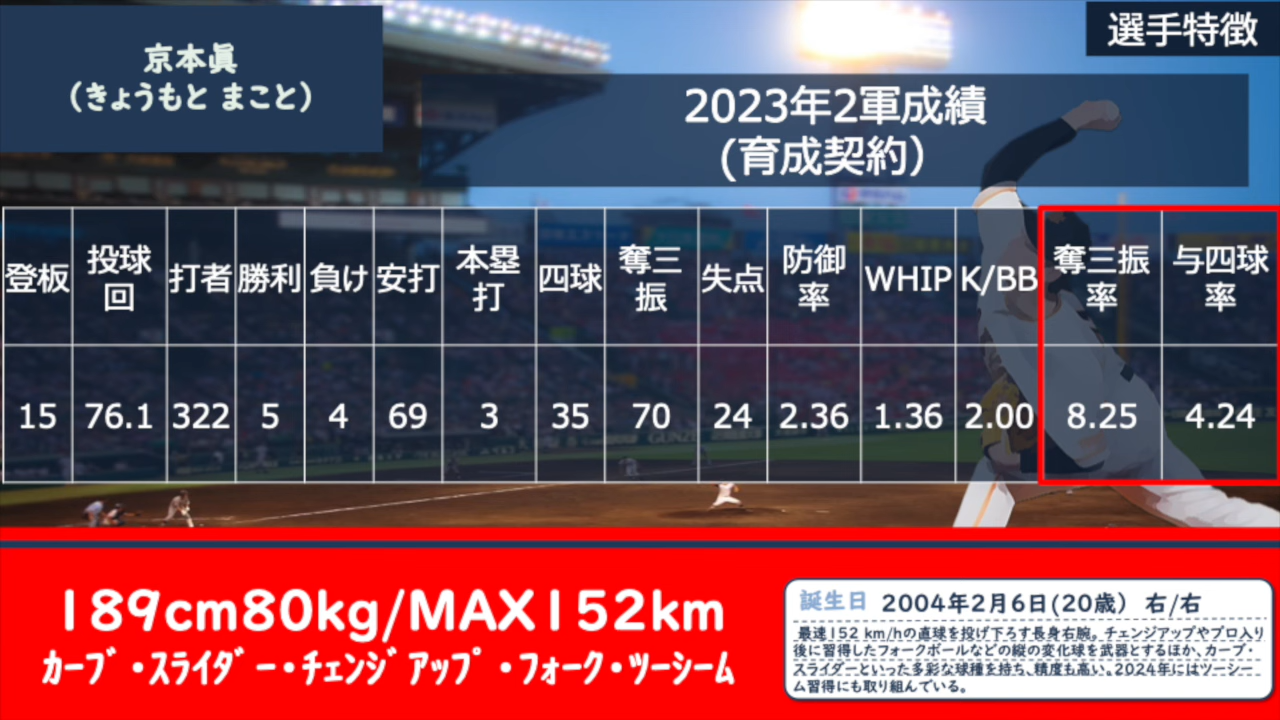 選手特徴
京本眞
（きょうもと まこと）
2023年2軍成績
(育成契約）
登板 投球回 打者 勝利 負け 安打 本塁打 四球 奪三振 失点 防御率 WHIP K/BB 奪三振率 与四球率
15 76.1 322 5 4 69 3 35 70 24 2.36 1.36 2.00 8.25 4.24
189cm80kg/MAX152km
ｶｰﾌﾞ・ｽﾗｲﾀﾞｰ・ﾁｪﾝｼﾞｱｯﾌﾟ・ﾌｫｰｸ・ﾂｰｼｰﾑ
誕生日 2004年2月6日(20歳） 右/右
最速152 km/hの直球を投げ下ろす長身右腕。チェンジアップやプロ入り
後に習得したフォークボールなどの縦の変化球を武器とするほか、カーブ・
スライダーといった多彩な球種を持ち、精度も高い。2024年にはツーシー
ム習得にも取り組んでいる。